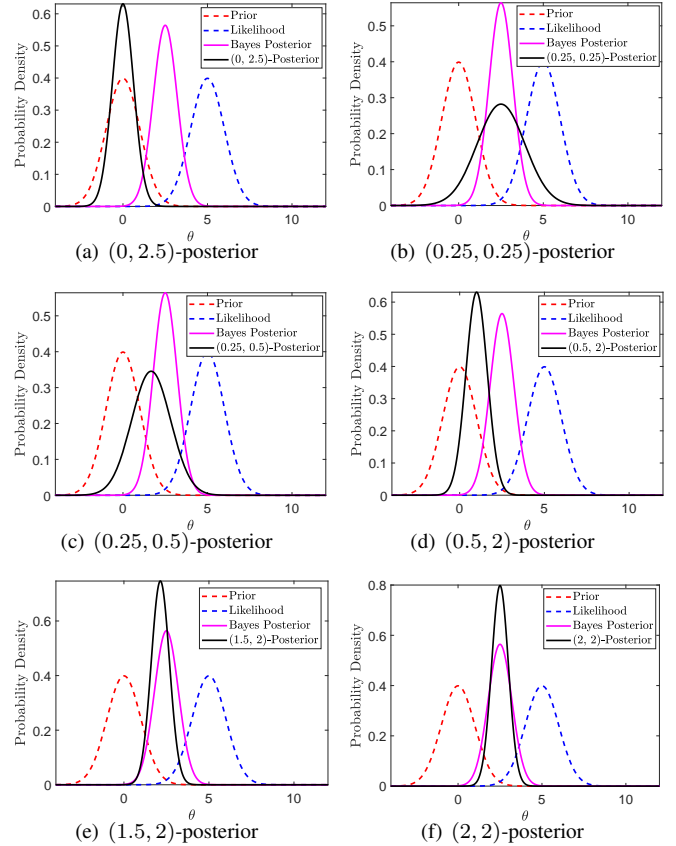 0.6
0.5
0.4
0.3
0.2
0.1
0
0 5 10
θ
Probability Density
Prior
Likelihood
Bayes Posterior
(0, 2.5)-Posterior
(a) (0, 2.5)-posterior
0.5
0.4
0.3
0.2
0.1
0
0 5 10
θ
Probability Density
Prior
Likelihood
Bayes Posterior
(0.25, 0.25)-Posterior
(b) (0.25, 0.25)-posterior
0.5
0.4
0.3
0.2
0.1
0
0 5 10
θ
Probability Density
Prior
Likelihood
Bayes Posterior
(0.25, 0.5)-Posterior
(c) (0.25, 0.5)-posterior
0.6
0.5
0.4
0.3
0.2
0.1
0
0 5 10
θ
Probability Density
Prior
Likelihood
Bayes Posterior
(0.5, 2)-Posterior
(d) (0.5, 2)-posterior
0.6
0.4
0.2
0
0 5 10
θ
Probability Density
Prior
Likelihood
Bayes Posterior
(1.5, 2)-Posterior
(e) (1.5, 2)-posterior
0.8
0.6
0.4
0.2
0
0 5 10
θ
Probability Density
Prior
Likelihood
Bayes Posterior
(2, 2)-Posterior
(f) (2, 2)-posterior